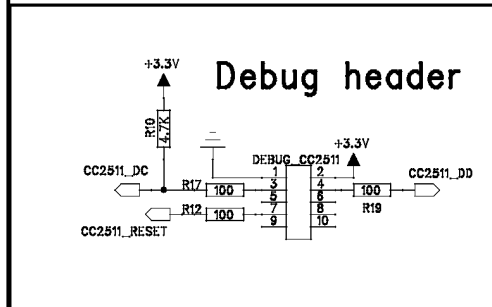 Debug header
+3.3V
R10
4.7K
+3.3V
DEBUG_CC2511
CC2511_DC
R17
100
1 2
3 4
5 6
7 8
9 10
100
R19
CC2511_DD
R12
100
CC2511_RESET